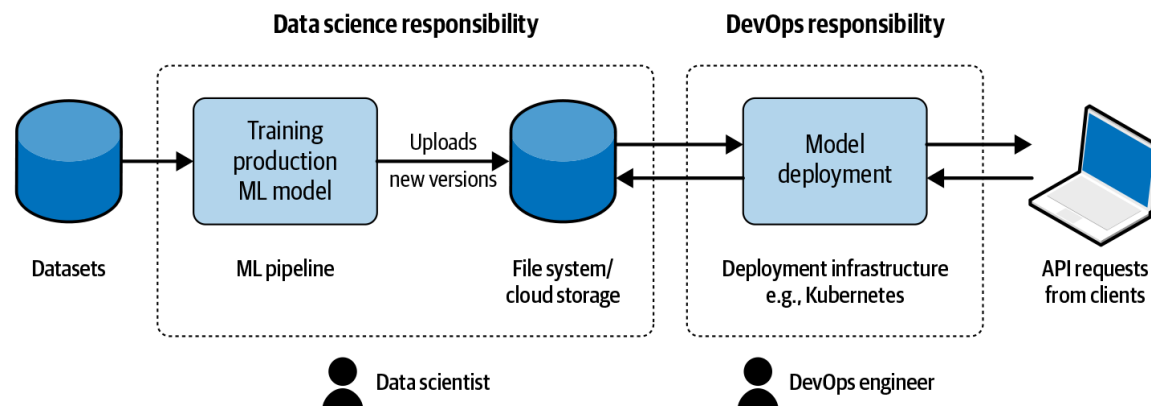 Data science responsibility
DevOps responsibility
Training
production
ML model
Uploads
new versions
Model
deployment
Datasets
ML pipeline
File system/
cloud storage
Deployment infrastructure
e.g., Kubernetes
API requests
from clients
Data scientist
DevOps engineer